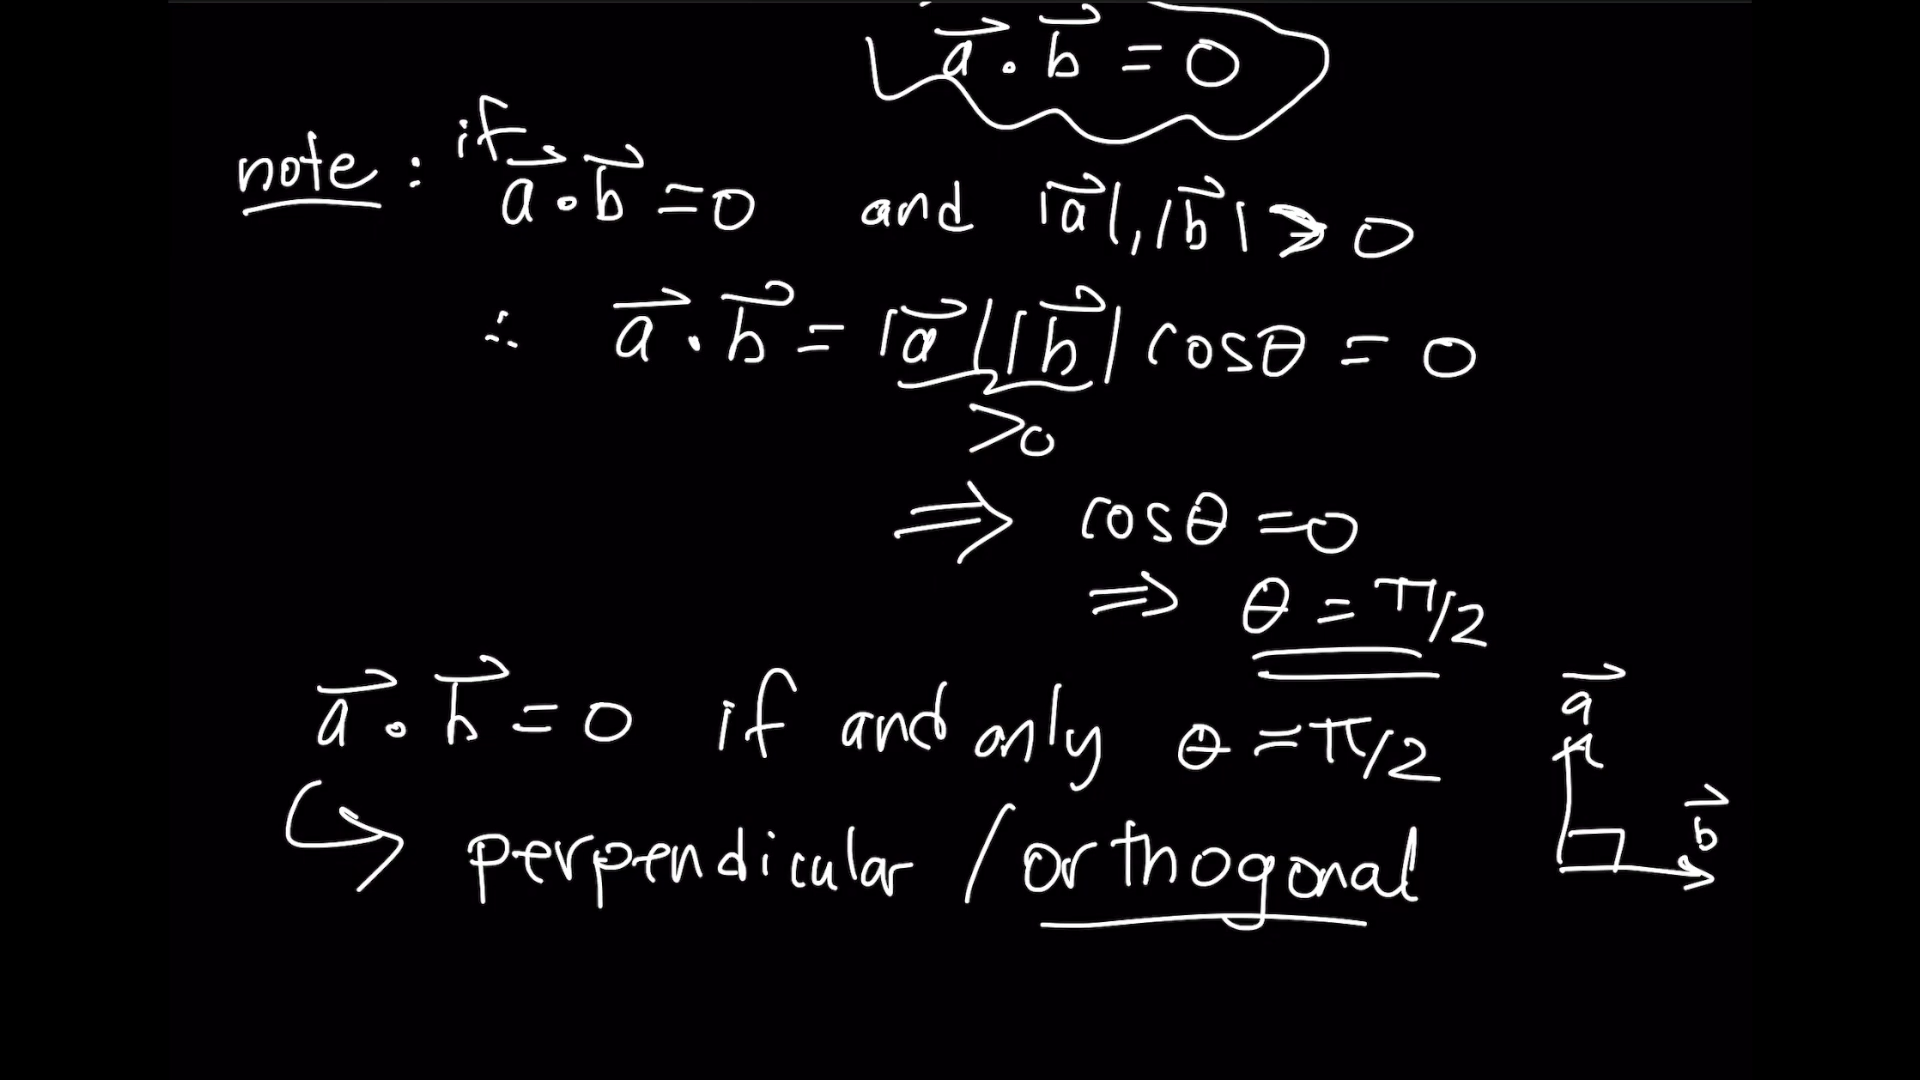 a⃗ · b⃗ = 0
note : if a⃗ · b⃗ = 0 and |a⃗|, |b⃗| > 0
∴ a⃗ · b⃗ = |a⃗||b⃗| cosθ = 0
>0
⇒ cosθ = 0
⇒ θ = π/2
a⃗ · b⃗ = 0 if and only θ = π/2
↪ perpendicular / orthogonal
a⃗
b⃗